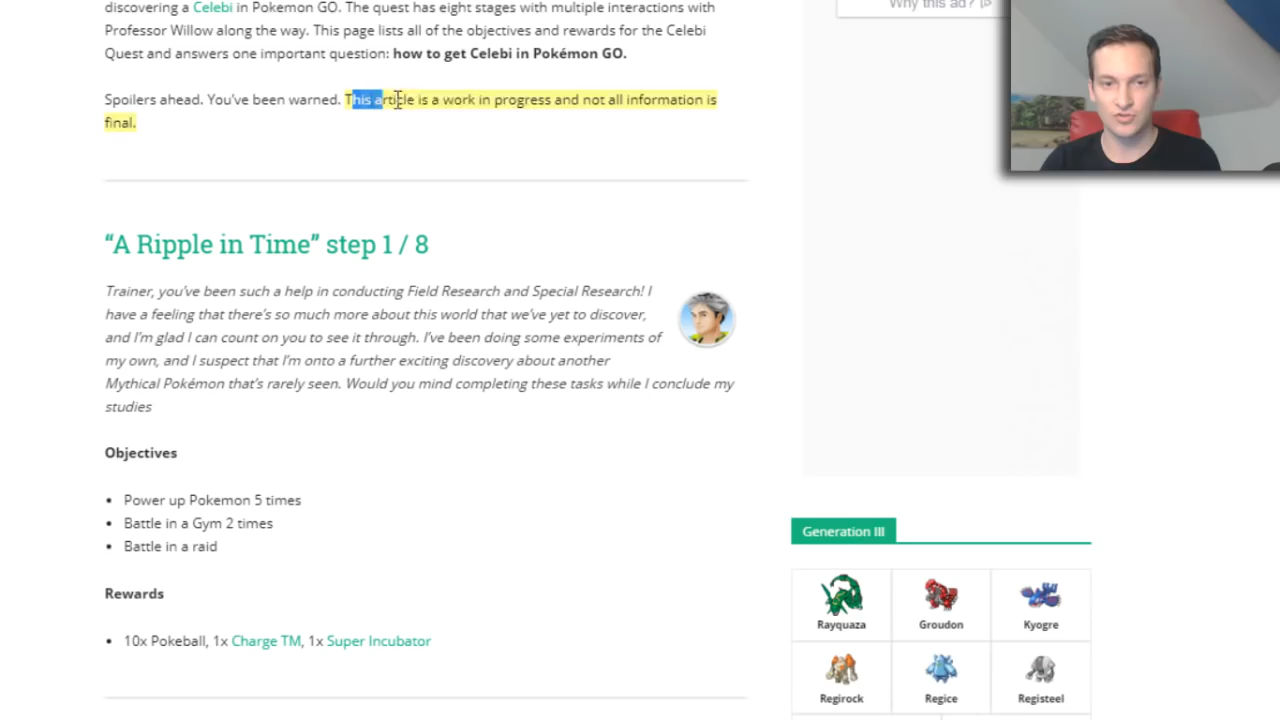 discovering a Celebi in Pokemon GO. The quest has eight stages with multiple interactions with
Why this ad?
Professor Willow along the way. This page lists all of the objectives and rewards for the Celebi
Quest and answers one important question: how to get Celebi in Pokémon GO.
Spoilers ahead. You've been warned. This article is a work in progress and not all information is
final.
“A Ripple in Time” step 1 / 8
Trainer, you've been such a help in conducting Field Research and Special Research! I
have a feeling that there's so much more about this world that we've yet to discover,
and I'm glad I can count on you to see it through. I've been doing some experiments of
my own, and I suspect that I'm onto a further exciting discovery about another
Mythical Pokémon that's rarely seen. Would you mind completing these tasks while I conclude my
studies
Objectives
• Power up Pokemon 5 times
• Battle in a Gym 2 times
• Battle in a raid
Rewards
• 10x Pokeball, 1x Charge TM, 1x Super Incubator
Generation III
Rayquaza
Groudon
Kyogre
Regirock
Regice
Registeel